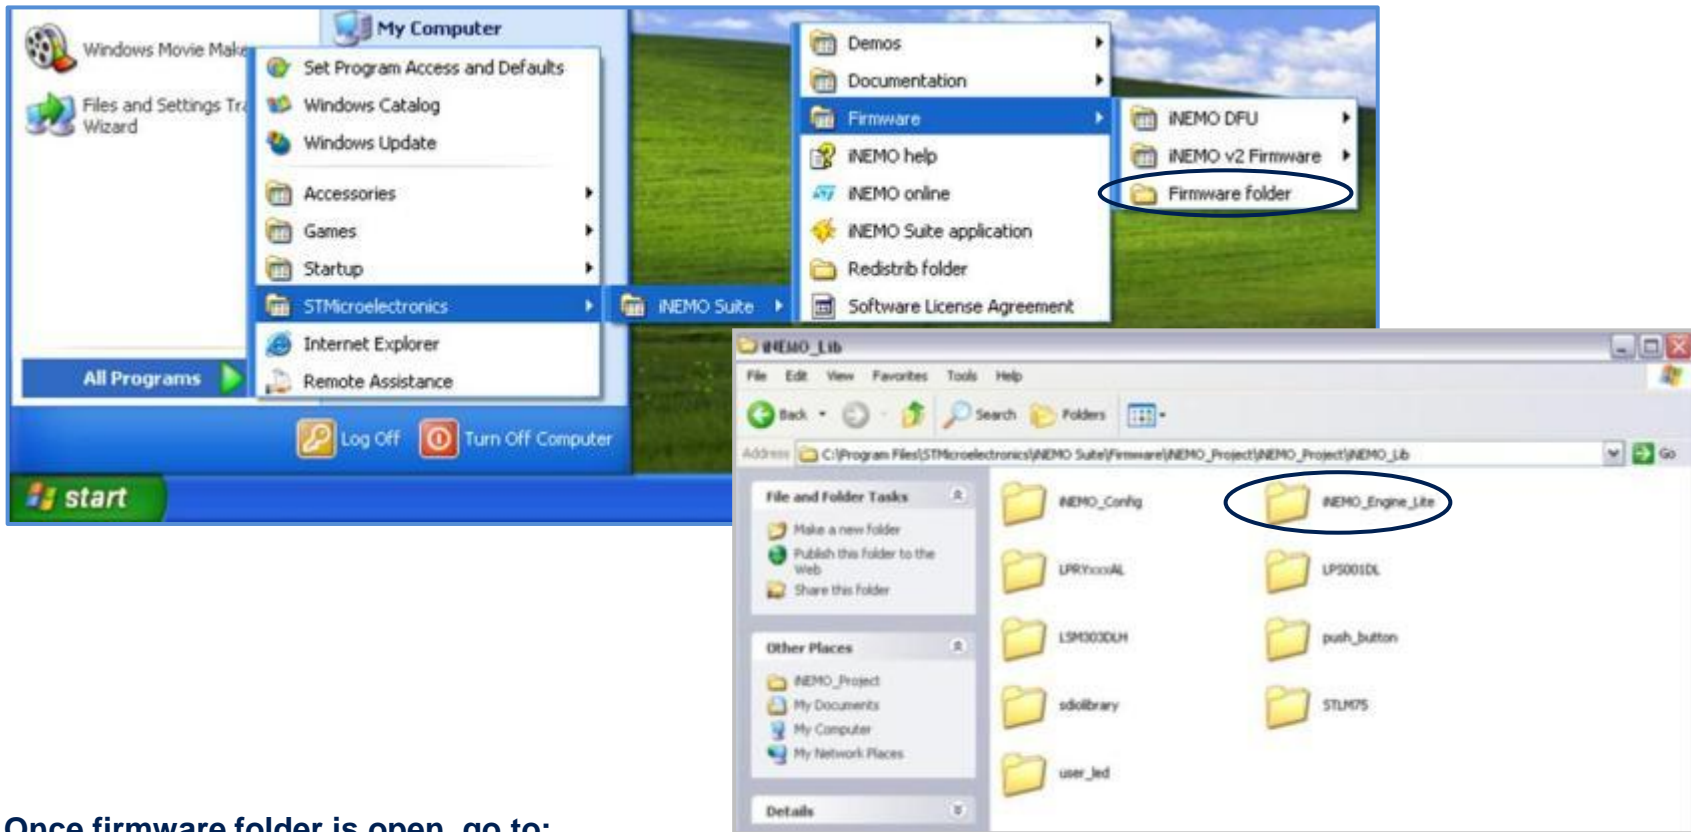 My Computer
Windows Movie Make
Files and Settings Tra
Wizard
Set Program Access and Defaults
Windows Catalog
Windows Update
Accessories
Games
Startup
STMicroelectronics
Internet Explorer
Remote Assistance
iNEMO Suite
Demos
Documentation
Firmware
iNEMO help
iNEMO online
iNEMO Suite application
Redistrib folder
Software License Agreement
iNEMO DFU
iNEMO v2 Firmware
Firmware folder
All Programs
Log Off
Turn Off Computer
start
iNEMO_Lib
File Edit View Favorites Tools Help
Back Search Folders
Address C:\Program Files\STMicroelectronics\iNEMO Suite\Firmware\iNEMO_Project\iNEMO_Project\iNEMO_Lib Go
File and Folder Tasks
Make a new folder
Publish this folder to the
Web
Share this folder
Other Places
iNEMO_Project
My Documents
My Computer
My Network Places
Details
iNEMO_Config
iNEMO_Engine_Lite
LPRYxxxAL
LPS001DL
LSM303DLH
push_button
sdiolibrary
STLM75
user_led
Once firmware folder is open, go to: